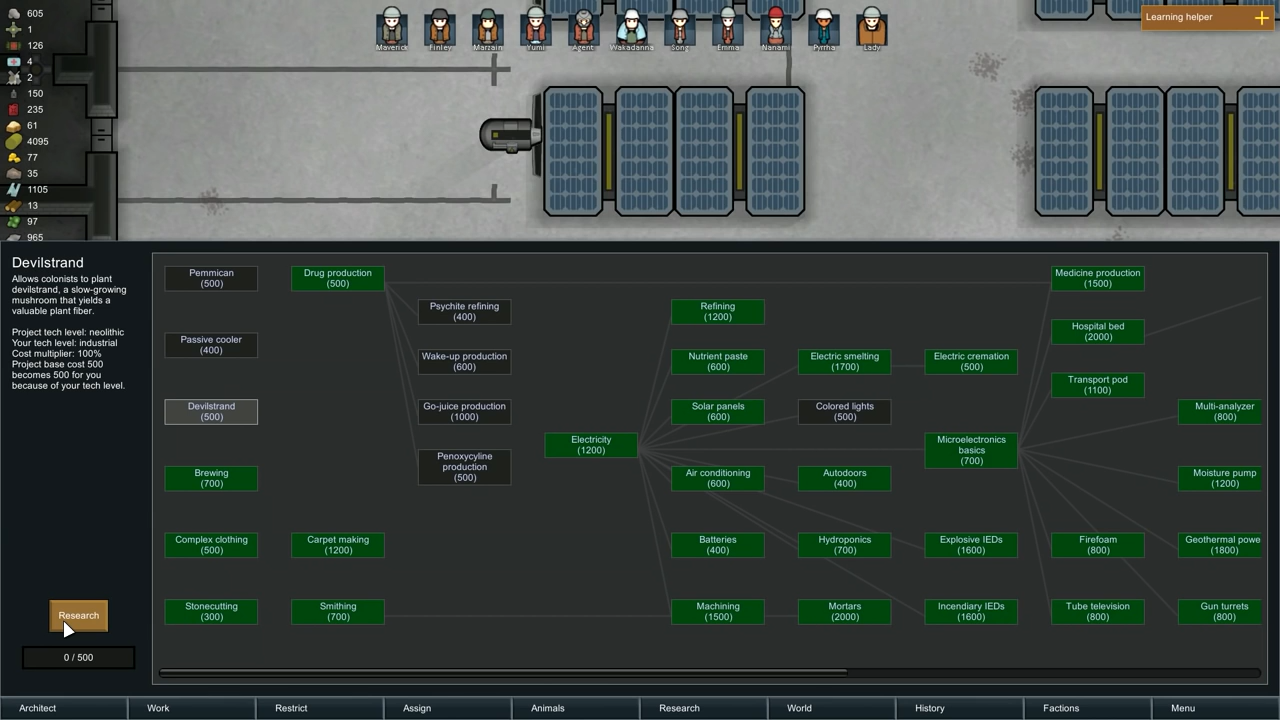 605
1
126
4
2
150
235
61
4095
77
35
1105
13
97
965
Maverick
Finley
Marzain
Yumi
Agent
Wakadanna
Song
Emma
Nanami
Pyrrha
Lady
Learning helper
Devilstrand
Allows colonists to plant
devilstrand, a slow-growing
mushroom that yields a
valuable plant fiber.
Project tech level: neolithic
Your tech level: industrial
Cost multiplier: 100%
Project base cost 500
becomes 500 for you
because of your tech level.
Research
0 / 500
Pemmican
(500)
Drug production
(500)
Medicine production
(1500)
Psychite refining
(400)
Refining
(1200)
Hospital bed
(2000)
Passive cooler
(400)
Wake-up production
(600)
Nutrient paste
(600)
Electric smelting
(1700)
Electric cremation
(500)
Transport pod
(1100)
Devilstrand
(500)
Go-juice production
(1000)
Solar panels
(600)
Colored lights
(500)
Multi-analyzer
(800)
Electricity
(1200)
Microelectronics
basics
(700)
Penoxycyline
production
(500)
Brewing
(700)
Air conditioning
(600)
Autodoors
(400)
Moisture pump
(1200)
Complex clothing
(500)
Carpet making
(1200)
Batteries
(400)
Hydroponics
(700)
Explosive IEDs
(1600)
Firefoam
(800)
Geothermal powe
(1800)
Stonecutting
(300)
Smithing
(700)
Machining
(1500)
Mortars
(2000)
Incendiary IEDs
(1600)
Tube television
(800)
Gun turrets
(800)
Architect
Work
Restrict
Assign
Animals
Research
World
History
Factions
Menu